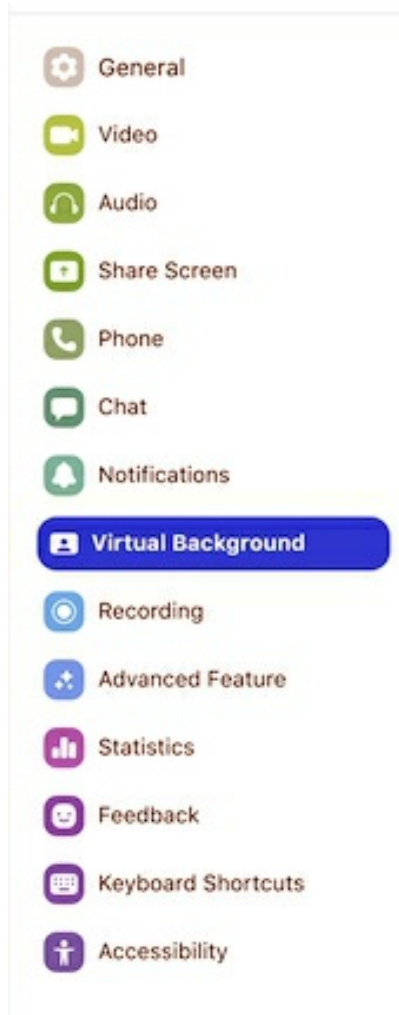 General
Video
Audio
Share Screen
Phone
Chat
Notifications
Virtual Background
Recording
Advanced Feature
Statistics
Feedback
Keyboard Shortcuts
Accessibility